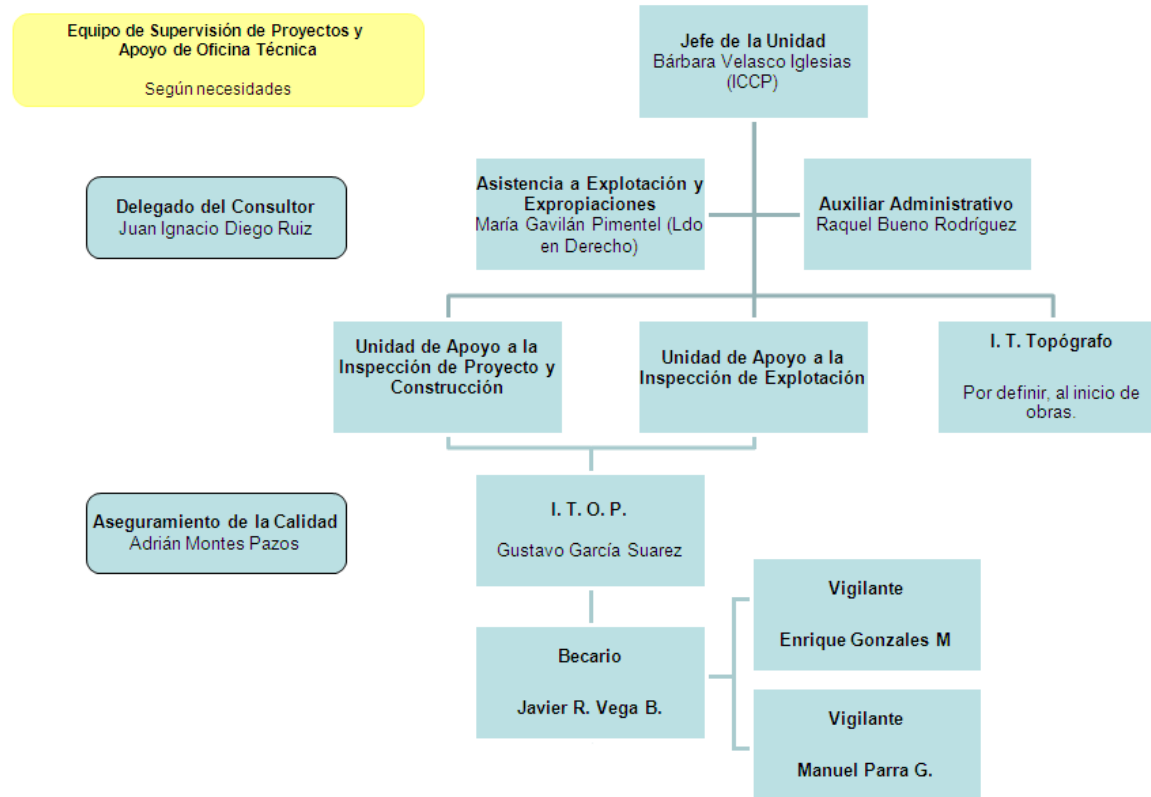 Equipo de Supervisión de Proyectos y
Apoyo de Oficina Técnica
Según necesidades
Jefe de la Unidad
Bárbara Velasco Iglesias
(ICCP)
Delegado del Consultor
Juan Ignacio Diego Ruiz
Asistencia a Explotación y
Expropiaciones
María Gavilán Pimentel (Ldo
en Derecho)
Auxiliar Administrativo
Raquel Bueno Rodríguez
Unidad de Apoyo a la
Inspección de Proyecto y
Construcción
Unidad de Apoyo a la
Inspección de Explotación
I. T. Topógrafo
Por definir, al inicio de
obras.
Aseguramiento de la Calidad
Adrián Montes Pazos
I. T. O. P.
Gustavo García Suarez
Becario
Javier R. Vega B.
Vigilante
Enrique Gonzales M
Vigilante
Manuel Parra G.